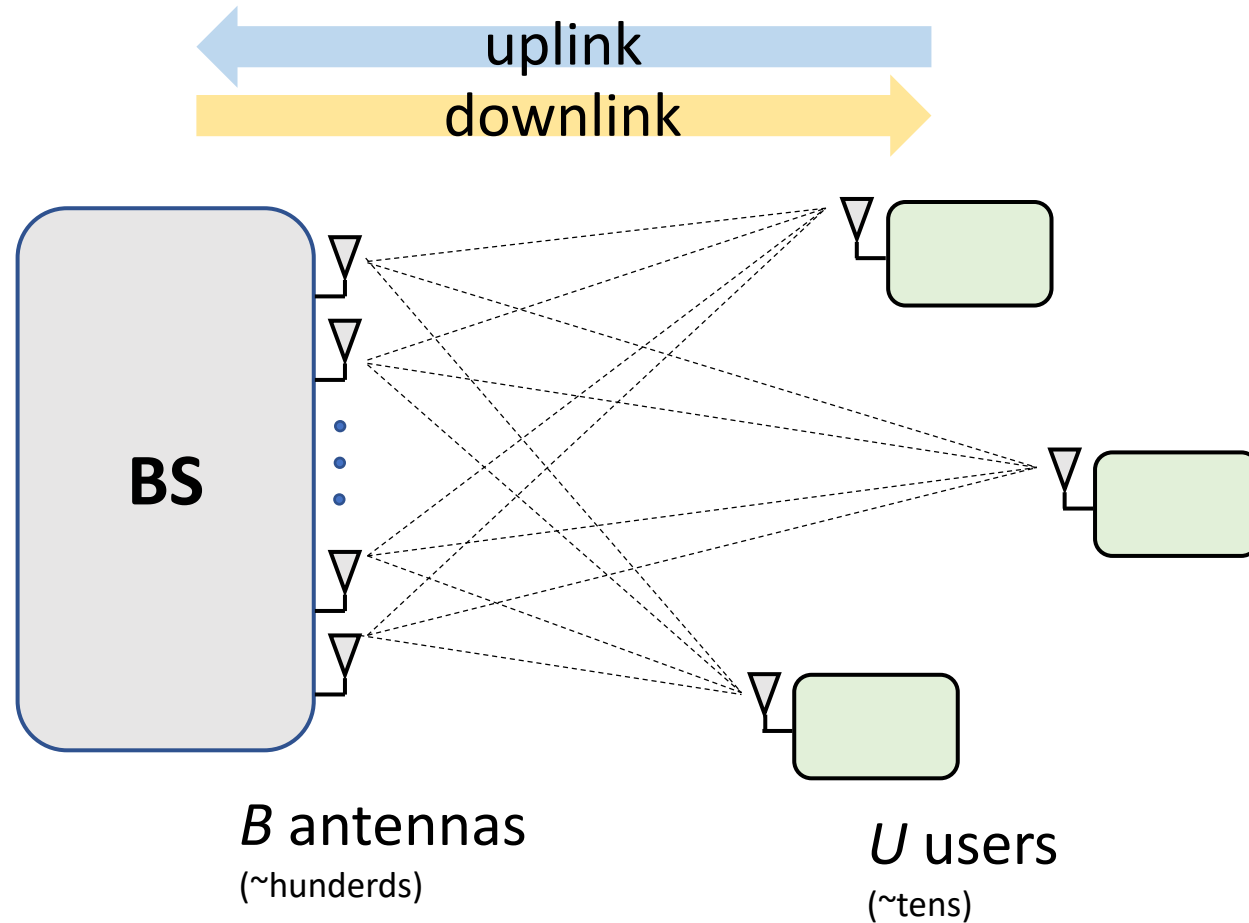 uplink
downlink
BS
B antennas
(~hunderds)
U users
(~tens)